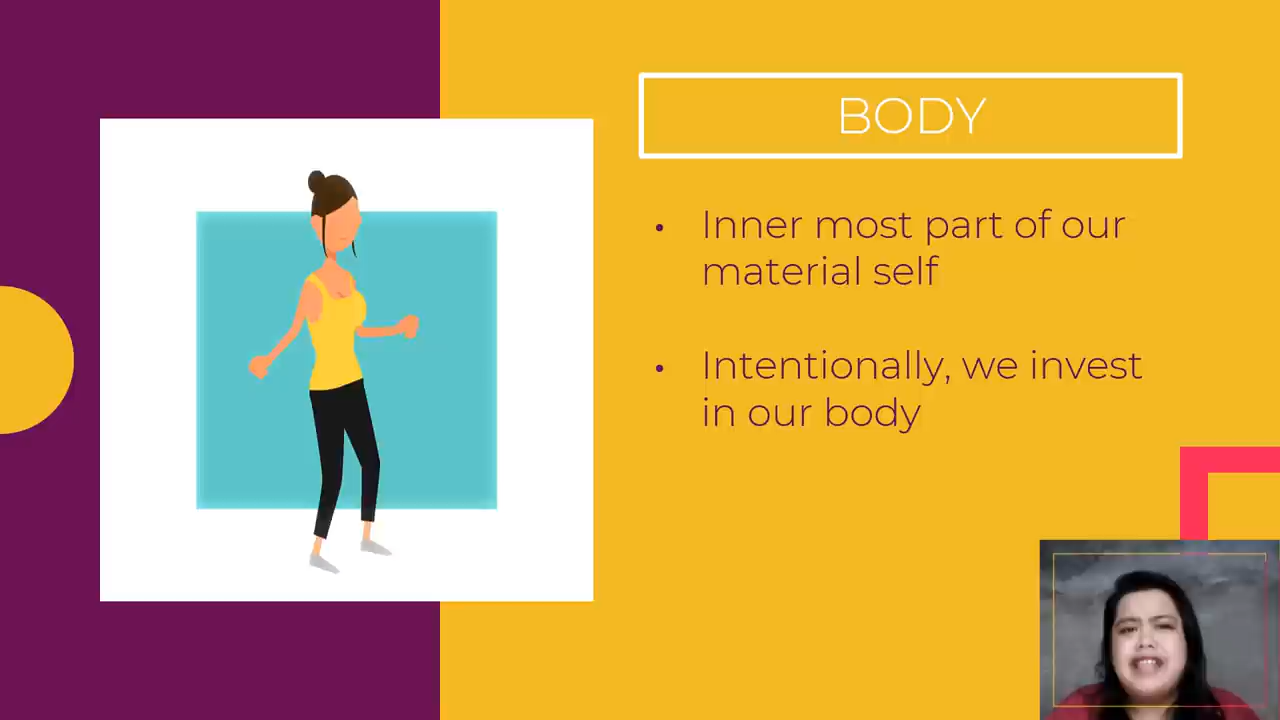 BODY
• Inner most part of our
material self
• Intentionally, we invest
in our body